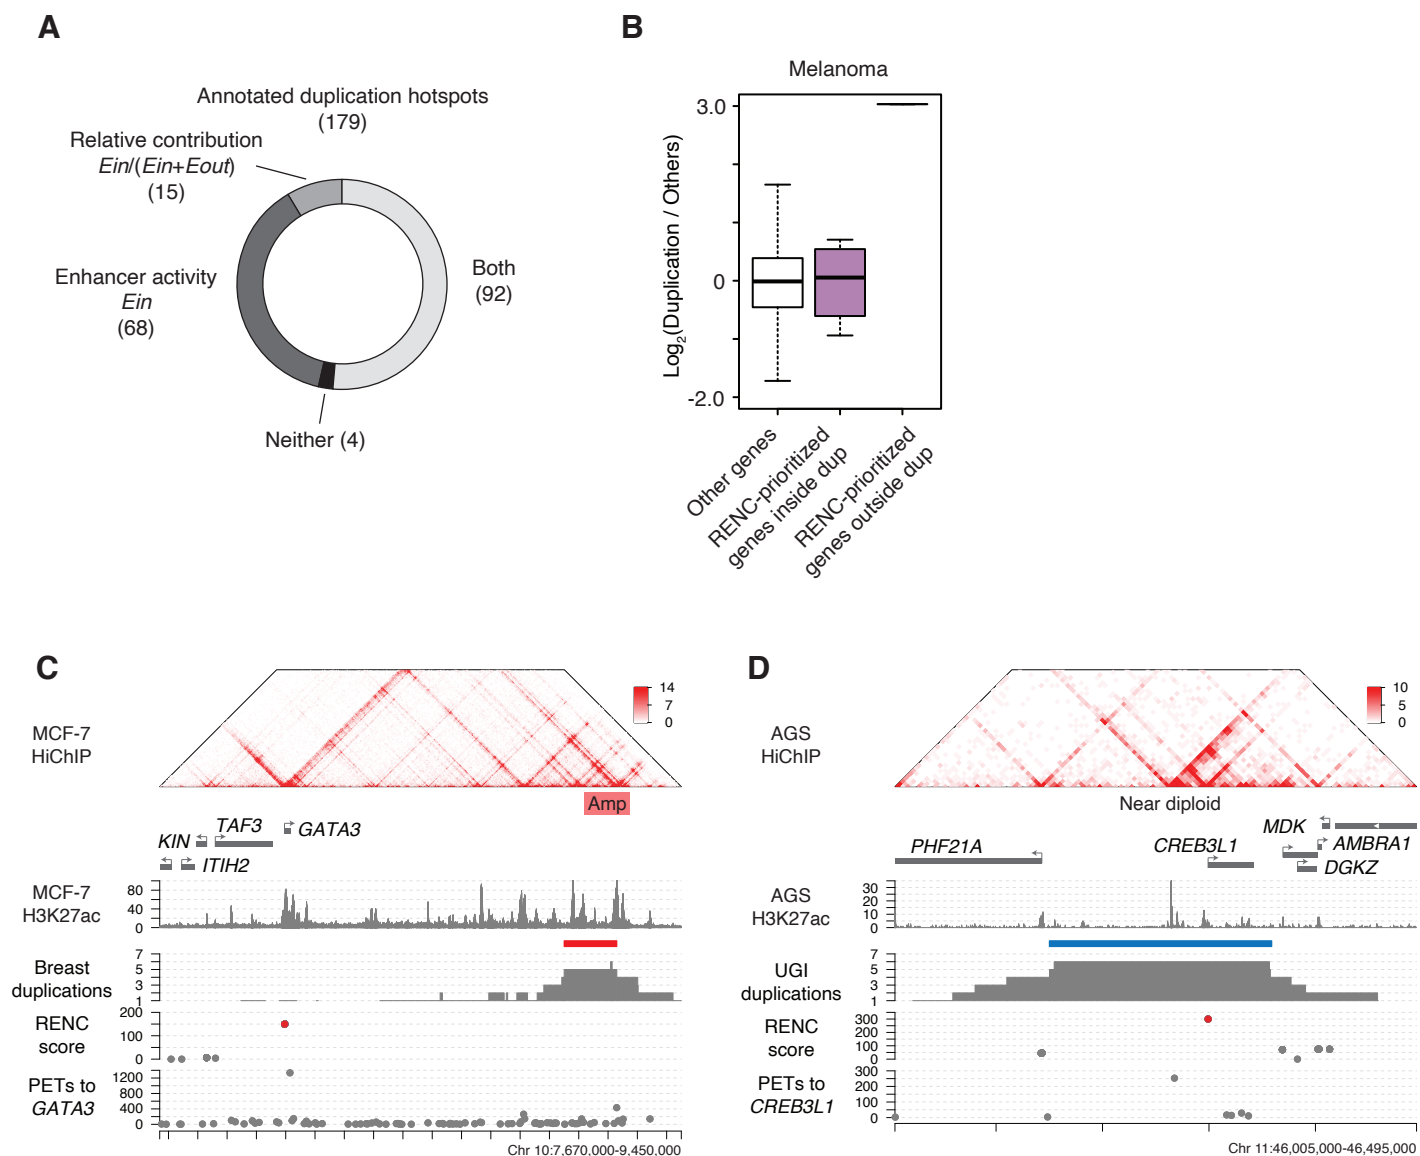 A
Annotated duplication hotspots
(179)
Relative contribution
Ein/(Ein+Eout)
(15)
Enhancer activity
Ein
(68)
Both
(92)
Neither (4)
B
Melanoma
Log2(Duplication / Others)
3.0
0
-2.0
Other genes
RENC-prioritized
genes inside dup
RENC-prioritized
genes outside dup
C
MCF-7
HiChIP
14
7
0
Amp
KIN
TAF3
GATA3
ITIH2
MCF-7
H3K27ac
80
40
0
Breast
duplications
7
5
3
1
RENC
score
200
100
0
PETs to
GATA3
1200
800
400
0
Chr 10:7,670,000-9,450,000
D
AGS
HiChIP
10
5
0
Near diploid
PHF21A
CREB3L1
MDK
AMBRA1
DGKZ
AGS
H3K27ac
30
20
10
0
UGI
duplications
7
5
3
1
RENC
score
300
200
100
0
PETs to
CREB3L1
300
200
100
0
Chr 11:46,005,000-46,495,000